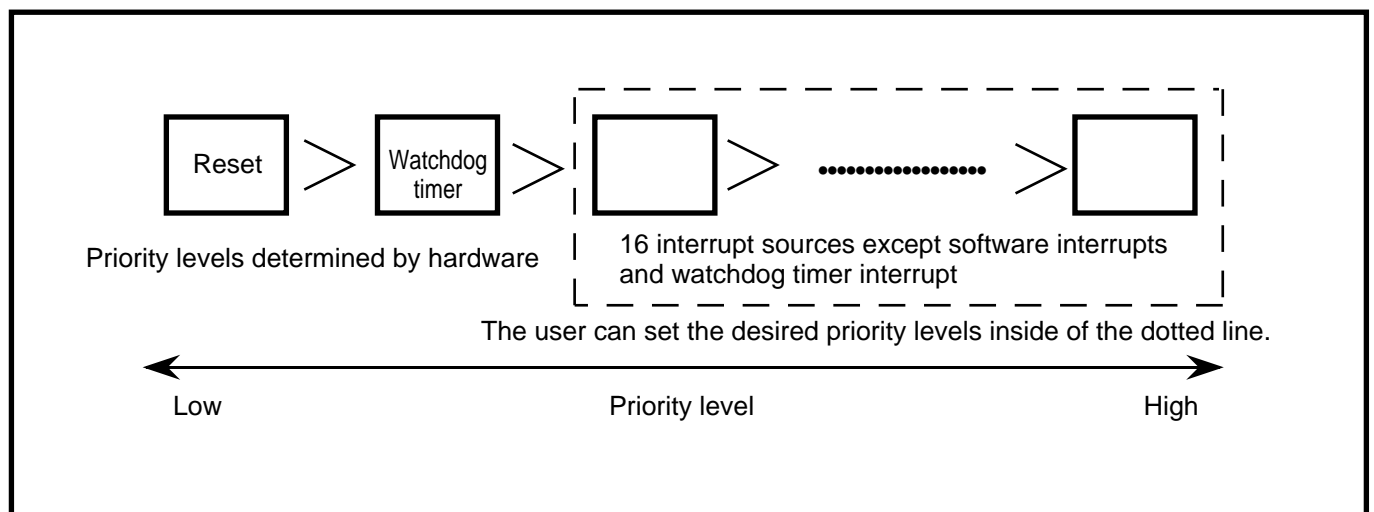 Reset
Watchdog
timer
Priority levels determined by hardware
16 interrupt sources except software interrupts
and watchdog timer interrupt
The user can set the desired priority levels inside of the dotted line.
Low
Priority level
High